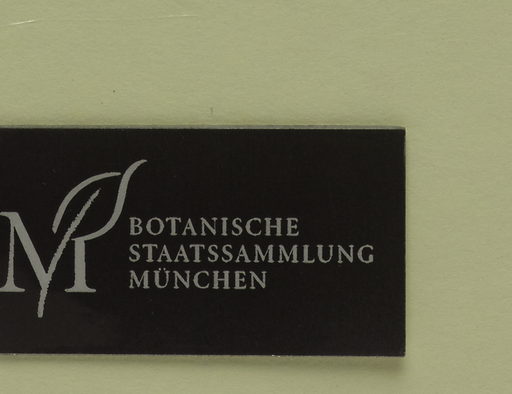 M
BOTANISCHE
STAATSSAMMLUNG
MÜNCHEN